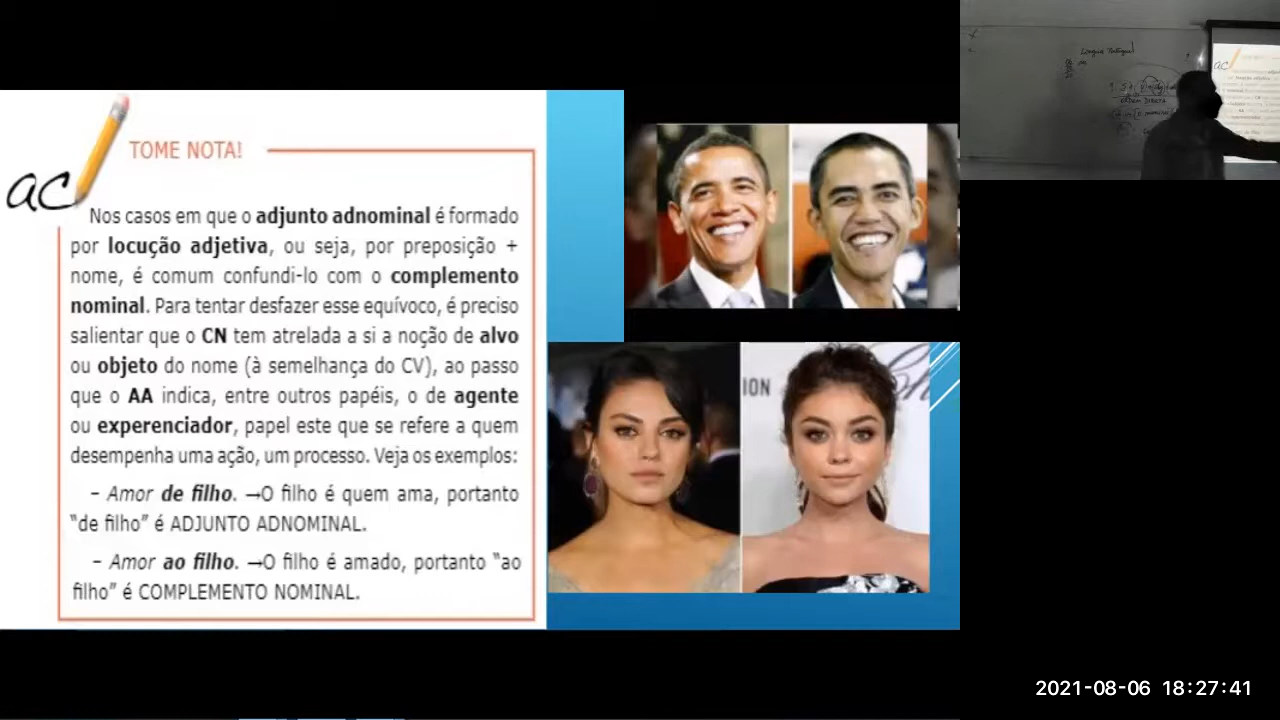 TOME NOTA!
ac
Nos casos em que o adjunto adnominal é formado
por locução adjetiva, ou seja, por preposição +
nome, é comum confundi-lo com o complemento
nominal. Para tentar desfazer esse equívoco, é preciso
salientar que o CN tem atrelada a si a noção de alvo
ou objeto do nome (à semelhança do CV), ao passo
que o AA indica, entre outros papéis, o de agente
ou experenciador, papel este que se refere a quem
desempenha uma ação, um processo. Veja os exemplos:
– Amor de filho. →O filho é quem ama, portanto
“de filho” é ADJUNTO ADNOMINAL.
– Amor ao filho. →O filho é amado, portanto “ao
filho” é COMPLEMENTO NOMINAL.
ION
2021-08-06 18:27:41